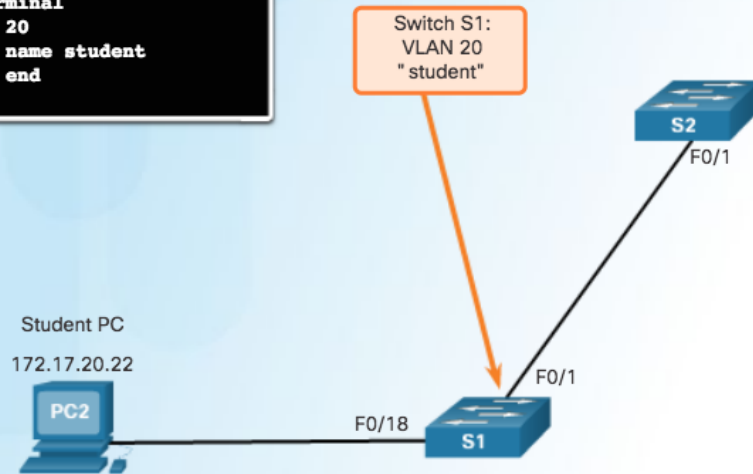 20
name student
end
Switch S1:
VLAN 20
"student"
S2
F0/1
Student PC
172.17.20.22
F0/1
PC2
F0/18
S1